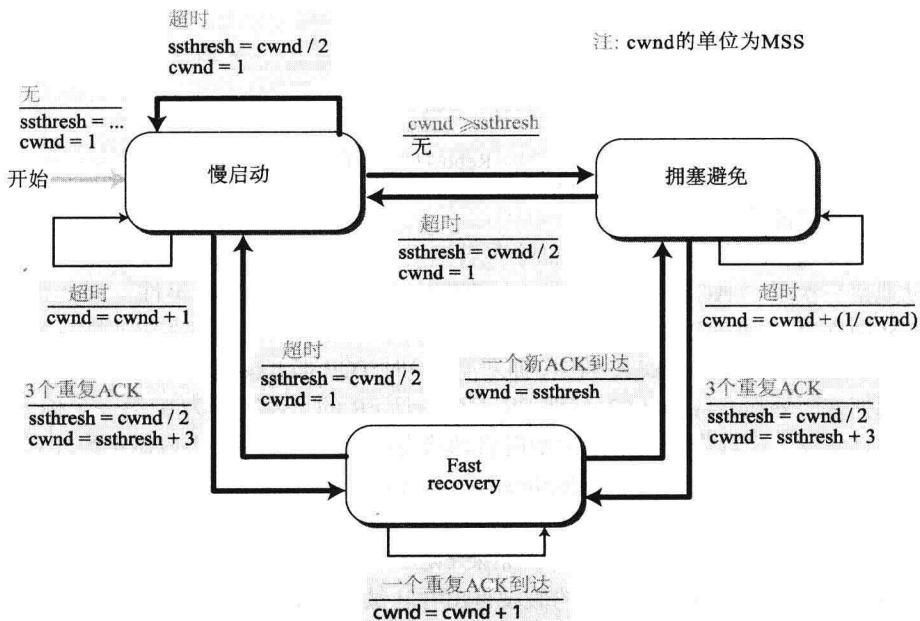 超时
ssthresh = cwnd / 2
cwnd = 1
注: cwnd的单位为MSS
无
ssthresh = ...
cwnd = 1
cwnd ⩾ssthresh
无
开始
慢启动
拥塞避免
超时
ssthresh = cwnd / 2
cwnd = 1
超时
cwnd = cwnd + 1
超时
cwnd = cwnd + (1/ cwnd)
超时
ssthresh = cwnd / 2
cwnd = 1
一个新ACK到达
cwnd = ssthresh
3个重复ACK
ssthresh = cwnd / 2
cwnd = ssthresh + 3
3个重复ACK
ssthresh = cwnd / 2
cwnd = ssthresh + 3
Fast
recovery
一个重复ACK到达
cwnd = cwnd + 1